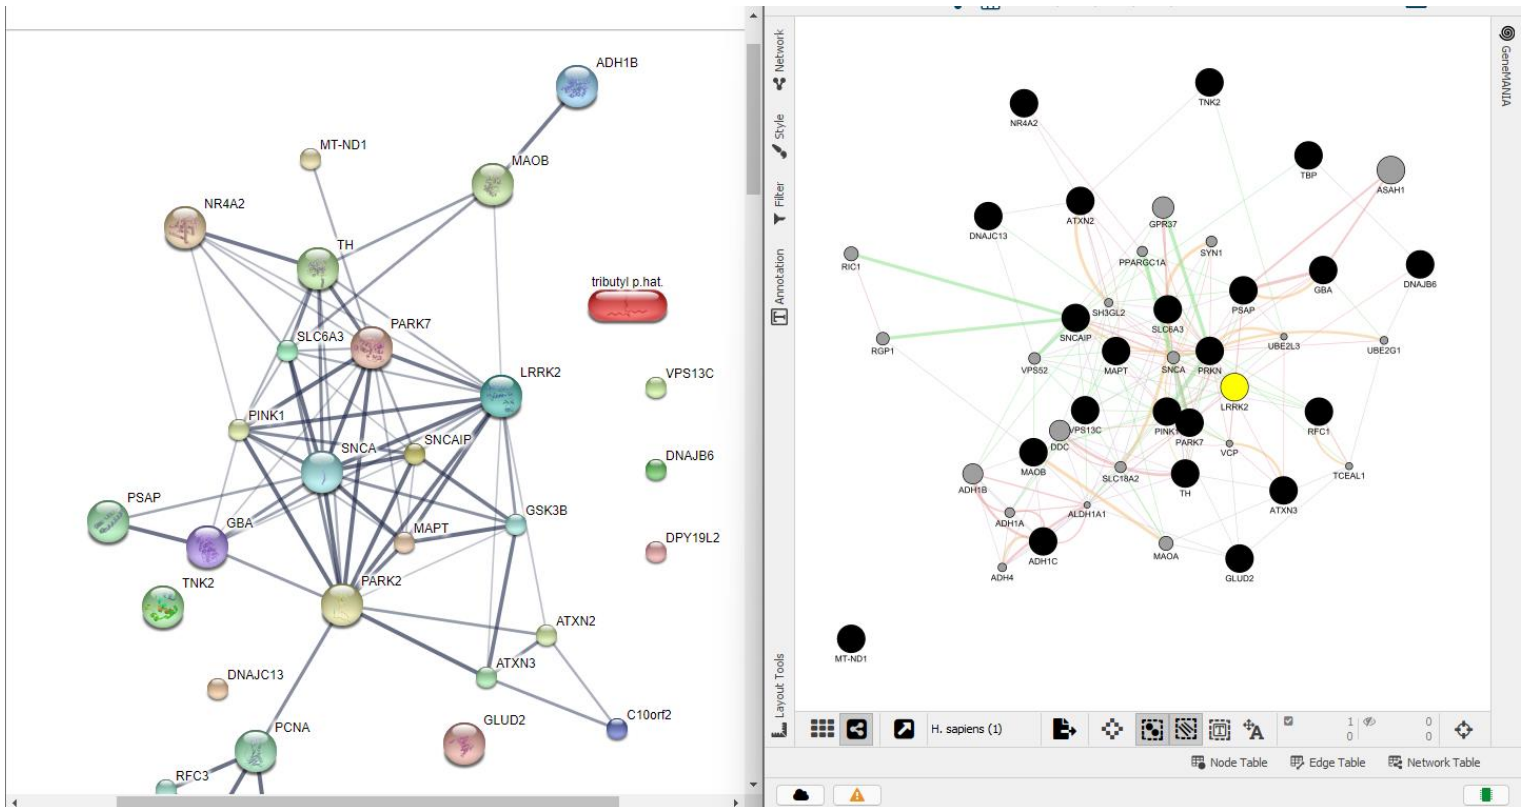 ADH1B
MT-ND1
MAOB
NR4A2
TH
tributyl p.hat.
PARK7
SLC6A3
LRRK2
VPS13C
PINK1
SNCA
SNCAIP
DNAJB6
PSAP
GBA
GSK3B
MAPT
DPY19L2
TNK2
PARK2
ATXN2
ATXN3
DNAJC13
C10orf2
PCNA
GLUD2
RFC3
Network
Style
Filter
Annotation
Layout Tools
GeneMANIA
TNK2
NR4A2
TBP
ASAH1
ATXN2
GPR37
DNAJC13
SYN1
PPARGC1A
RIC1
DNAJB6
GBA
PSAP
SH3GL2
SLC6A3
SNCAIP
RGP1
UBE2L3
UBE2G1
VPS52
MAPT
SNCA
PRKN
LRRK2
VPS13C
PINK1
PARK7
RFC1
DDC
VCP
MAOB
SLC18A2
TCEAL1
TH
ADH1B
ATXN3
ALDH1A1
ADH1A
MAOA
ADH1C
GLUD2
ADH4
MT-ND1
H. sapiens (1)
T
A
1
0
0
0
Node Table
Edge Table
Network Table